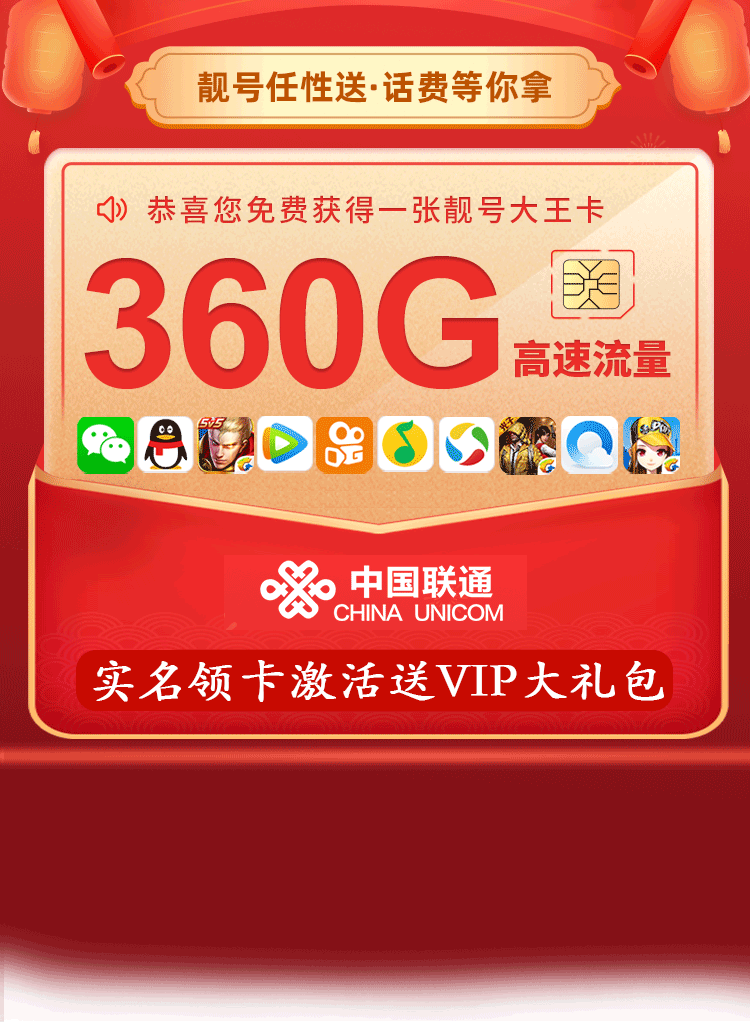 靓号任性送·话费等你拿
恭喜您免费获得一张靓号大王卡
360G
高速流量
5V5
中国联通
CHINA UNICOM
实名领卡激活送VIP大礼包